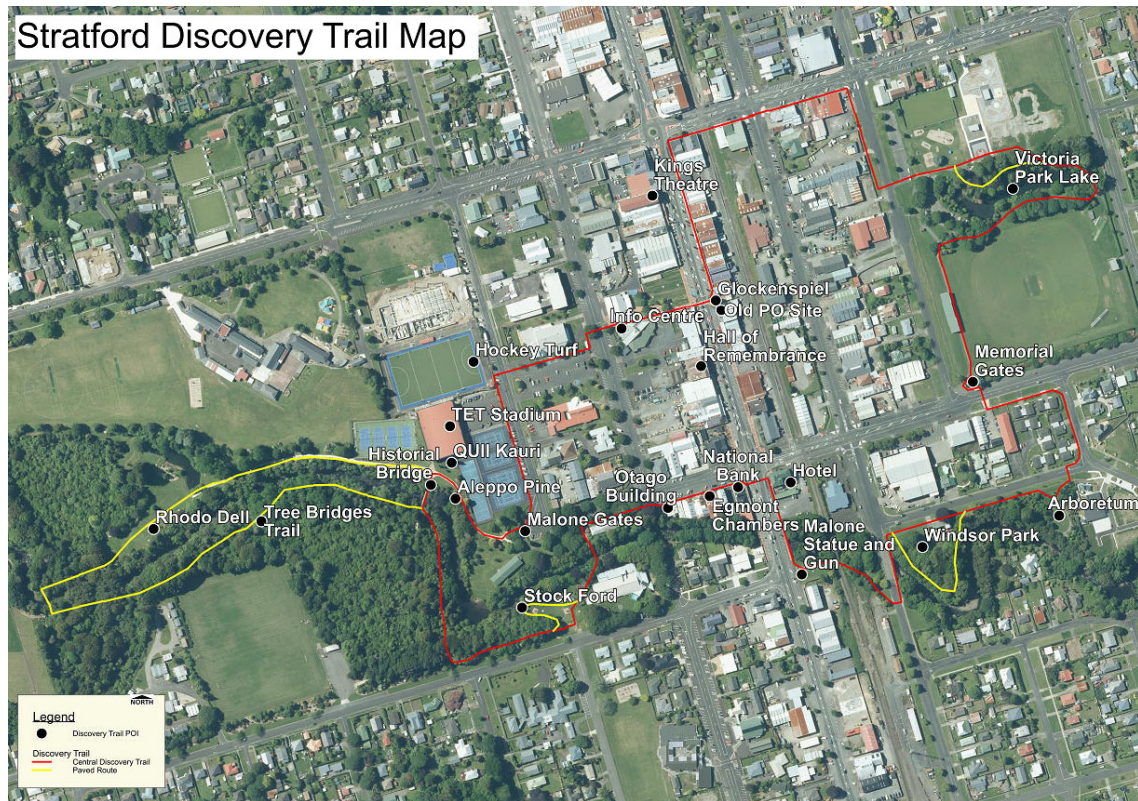 Stratford Discovery Trail Map
Kings
Theatre
Victoria
Park Lake
Glockenspiel
Old PO Site
Info Centre
Hall of
Remembrance
Hockey Turf
Memorial
Gates
TET Stadium
QUII Kauri
Historial
Bridge
Aleppo Pine
National
Bank
Hotel
Otago
Building
Egmont
Chambers
Malone Gates
Malone
Statue and
Gun
Arboretum
Rhodo Dell
Tree Bridges
Trail
Windsor Park
Stock Ford
NORTH
Legend
Discovery Trail POI
Discovery Trail
Central Discovery Trail
Paved Route